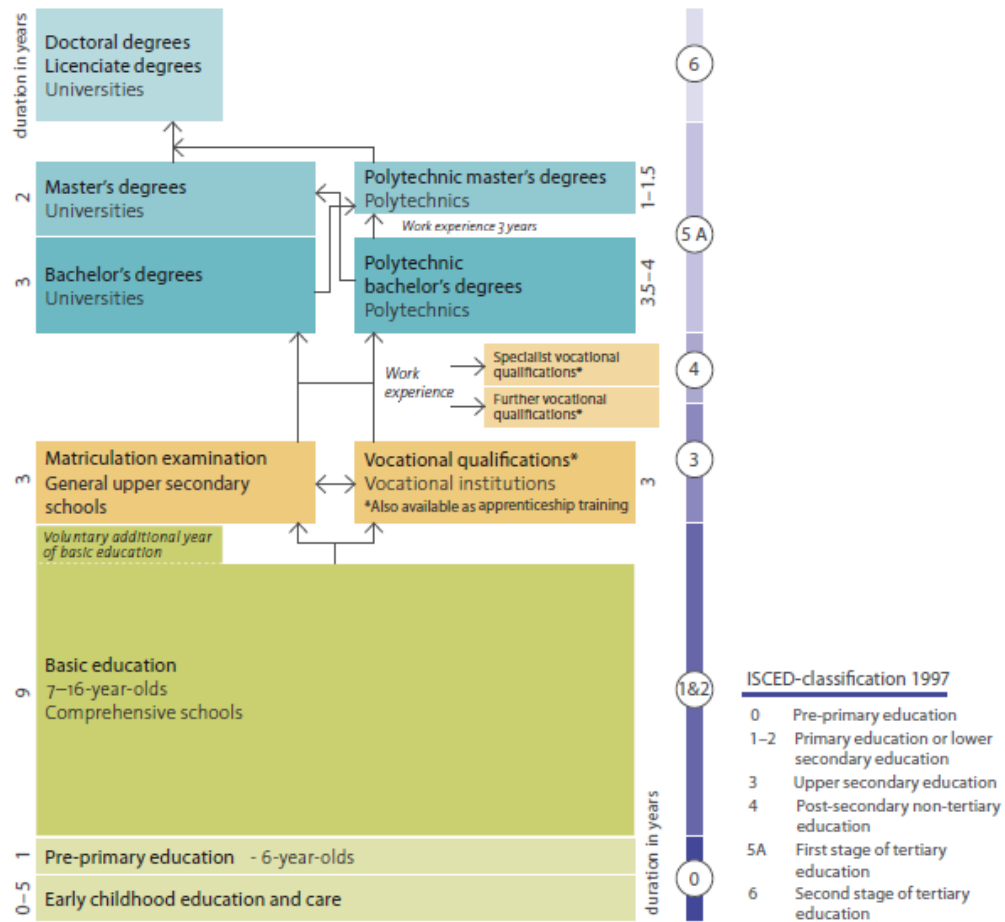 duration in years
Doctoral degrees
Licenciate degrees
Universities
6
2
Master's degrees
Universities
Polytechnic master's degrees
Polytechnics
1–1.5
Work experience 3 years
5 A
3
Bachelor's degrees
Universities
Polytechnic
bachelor's degrees
Polytechnics
3.5–4
Work
experience
Specialist vocational
qualifications*
Further vocational
qualifications*
4
3
Matriculation examination
General upper secondary
schools
Vocational qualifications*
Vocational institutions
*Also available as apprenticeship training
3
3
Voluntary additional year
of basic education
9
Basic education
7–16-year-olds
Comprehensive schools
1&2
1
Pre-primary education - 6-year-olds
0–5
Early childhood education and care
duration in years
0
ISCED-classification 1997
0 Pre-primary education
1–2 Primary education or lower
secondary education
3 Upper secondary education
4 Post-secondary non-tertiary
education
5A First stage of tertiary
education
6 Second stage of tertiary
education